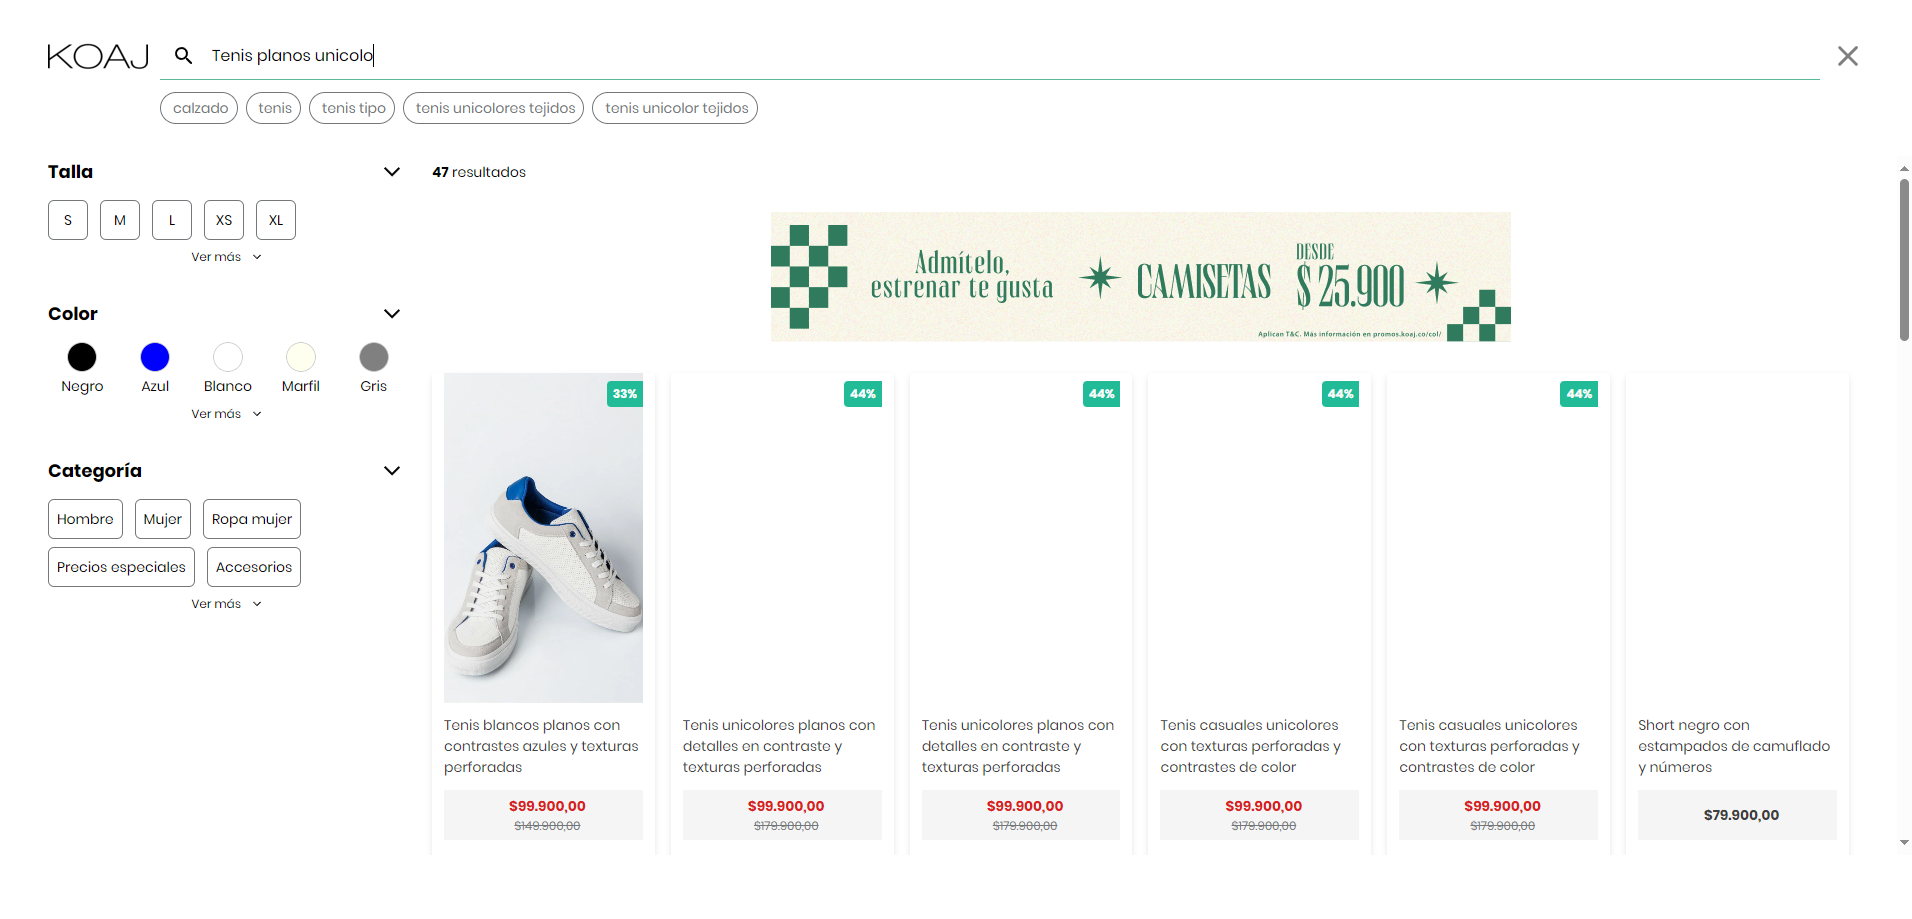 KOAJ
Tenis planos unicolo
calzado
tenis
tenis tipo
tenis unicolores tejidos
tenis unicolor tejidos
Talla
S
M
L
XS
XL
Ver más
Color
Negro
Azul
Blanco
Marfil
Gris
Ver más
Categoría
Hombre
Mujer
Ropa mujer
Precios especiales
Accesorios
Ver más
47 resultados
Admítelo,
estrenar te gusta
CAMISETAS
DESDE
$ 25.900
Aplican T&C. Más información en promos.koaj.co/col/
33%
Tenis blancos planos con
contrastes azules y texturas
perforadas
$99.900,00
$149.900,00
44%
Tenis unicolores planos con
detalles en contraste y
texturas perforadas
$99.900,00
$179.900,00
44%
Tenis unicolores planos con
detalles en contraste y
texturas perforadas
$99.900,00
$179.900,00
44%
Tenis casuales unicolores
con texturas perforadas y
contrastes de color
$99.900,00
$179.900,00
44%
Tenis casuales unicolores
con texturas perforadas y
contrastes de color
$99.900,00
$179.900,00
Short negro con
estampados de camuflado
y números
$79.900,00